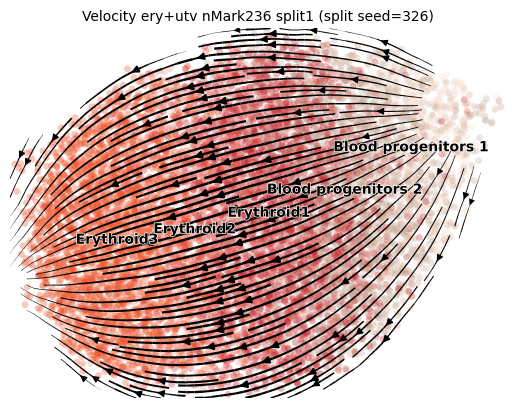 Velocity ery+utv nMark236 split1 (split seed=326)
Blood progenitors 1
Blood progenitors 2
Erythroid1
Erythroid2
Erythroid3